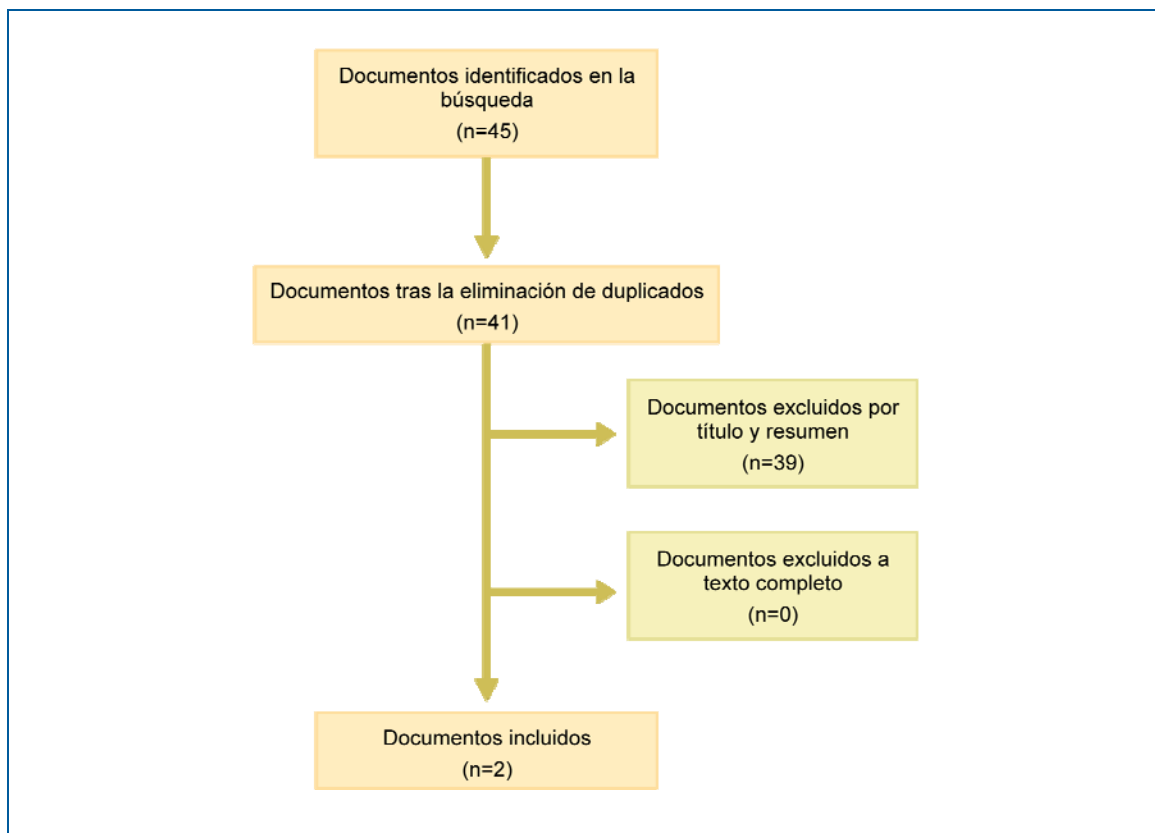 Documentos identificados en la
búsqueda
(n=45)
Documentos tras la eliminación de duplicados
(n=41)
Documentos excluidos por
título y resumen
(n=39)
Documentos excluidos a
texto completo
(n=0)
Documentos incluidos
(n=2)